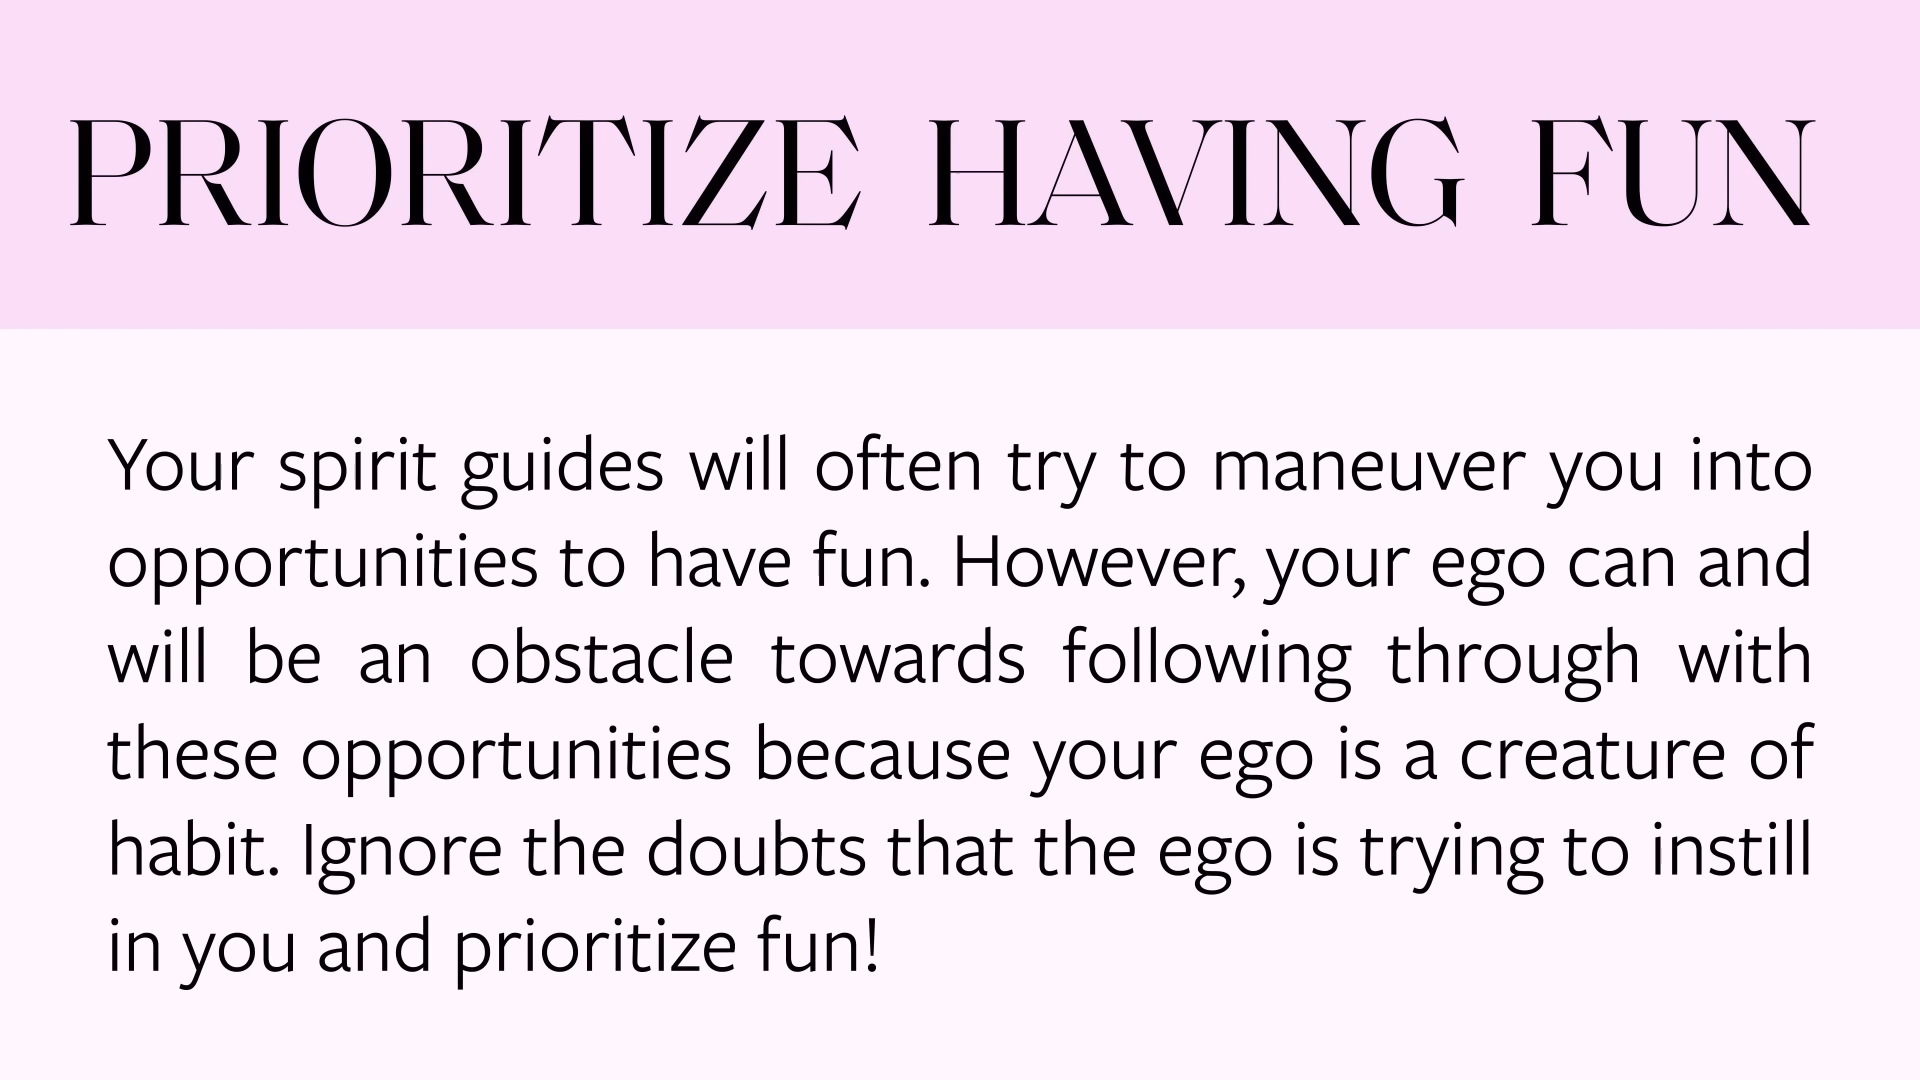 PRIORITIZE HAVING FUN
Your spirit guides will often try to maneuver you into
opportunities to have fun. However, your ego can and
will be an obstacle towards following through with
these opportunities because your ego is a creature of
habit. Ignore the doubts that the ego is trying to instill
in you and prioritize fun!